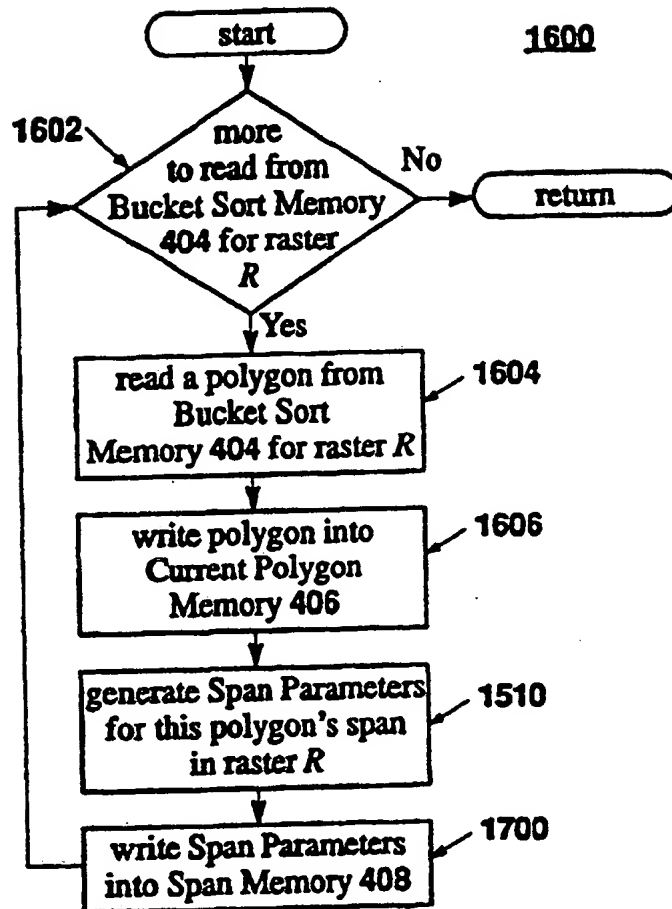 start
1600
1602
more
to read from
Bucket Sort Memory
404 for raster
R
No
return
Yes
read a polygon from
Bucket Sort
Memory 404 for raster R
1604
write polygon into
Current Polygon
Memory 406
1606
generate Span Parameters
for this polygon's span
in raster R
1510
write Span Parameters
into Span Memory 408
1700